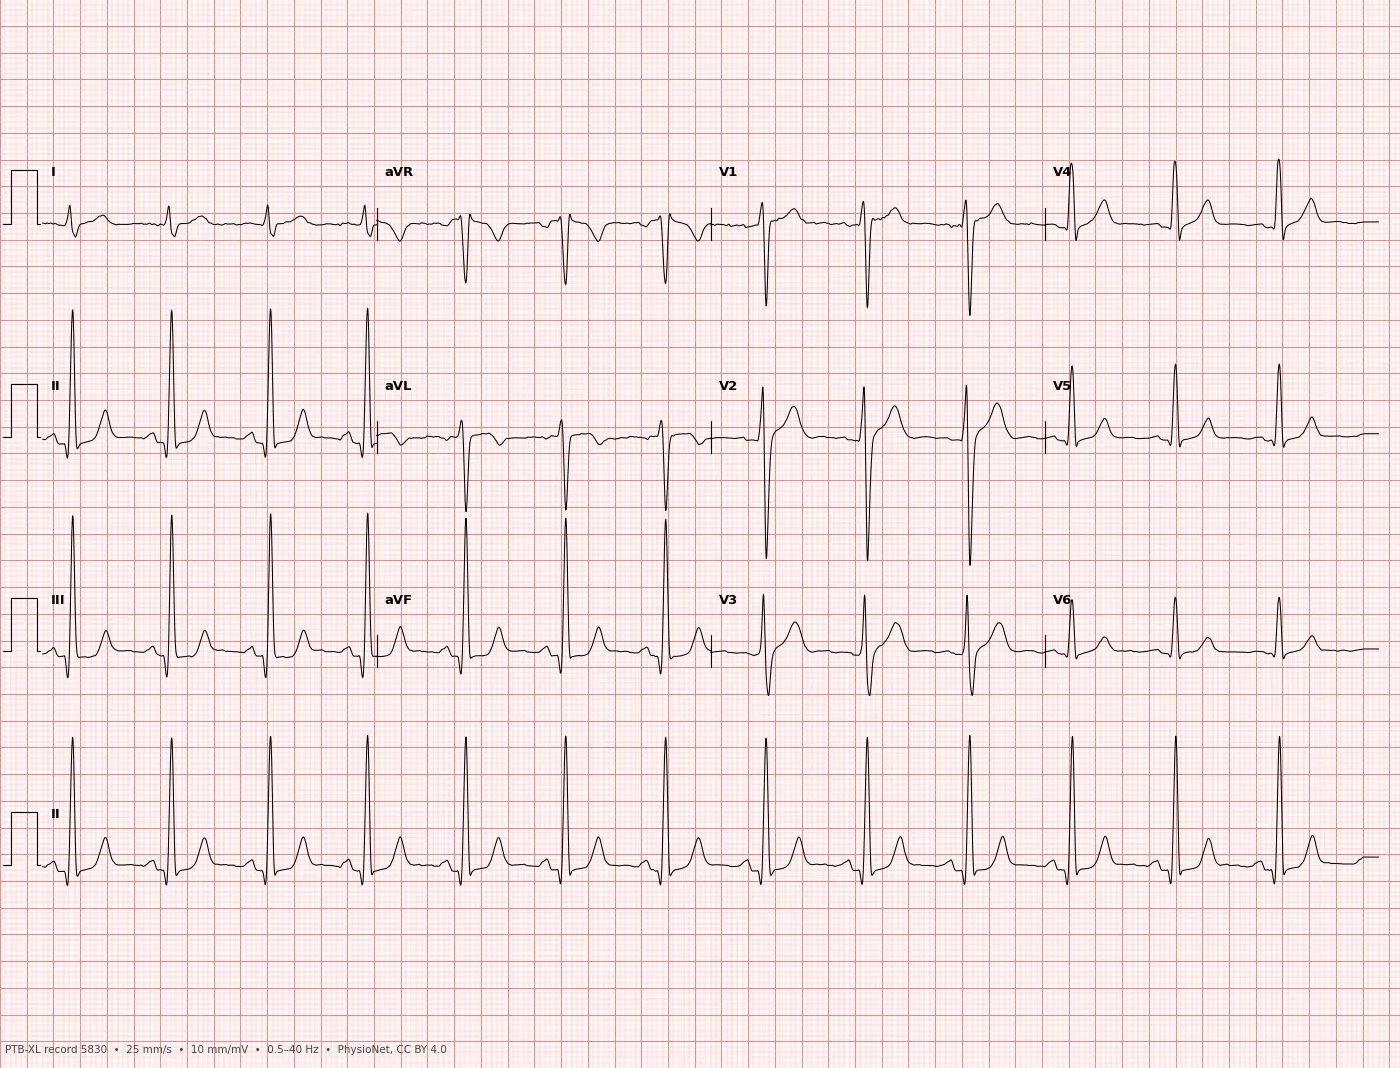 I aVR V1 V4
II aVL V2 V5
III aVF V3 V6
II
PTB-XL record 5830 • 25 mm/s • 10 mm/mV • 0.5–40 Hz • PhysioNet, CC BY 4.0